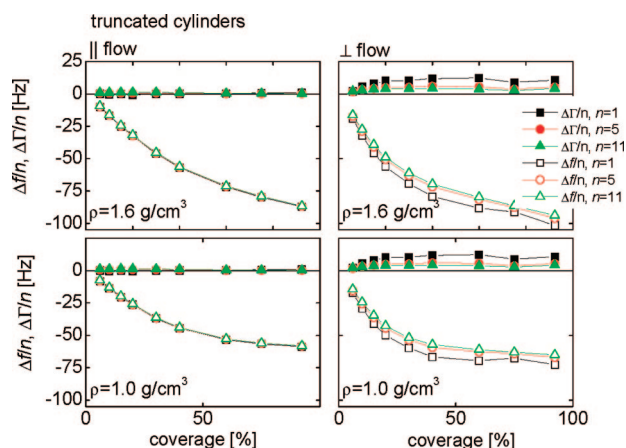 truncated cylinders
|| flow
⊥ flow
Δf/n, ΔΓ/n [Hz]
25
0
-25
-50
-75
-100
ρ=1.6 g/cm³
ρ=1.6 g/cm³
ΔΓ/n, n=1
ΔΓ/n, n=5
ΔΓ/n, n=11
Δf/n, n=1
Δf/n, n=5
Δf/n, n=11
Δf/n, ΔΓ/n [Hz]
25
0
-25
-50
-75
-100
ρ=1.0 g/cm³
ρ=1.0 g/cm³
0
50
0
50
100
coverage [%]
coverage [%]